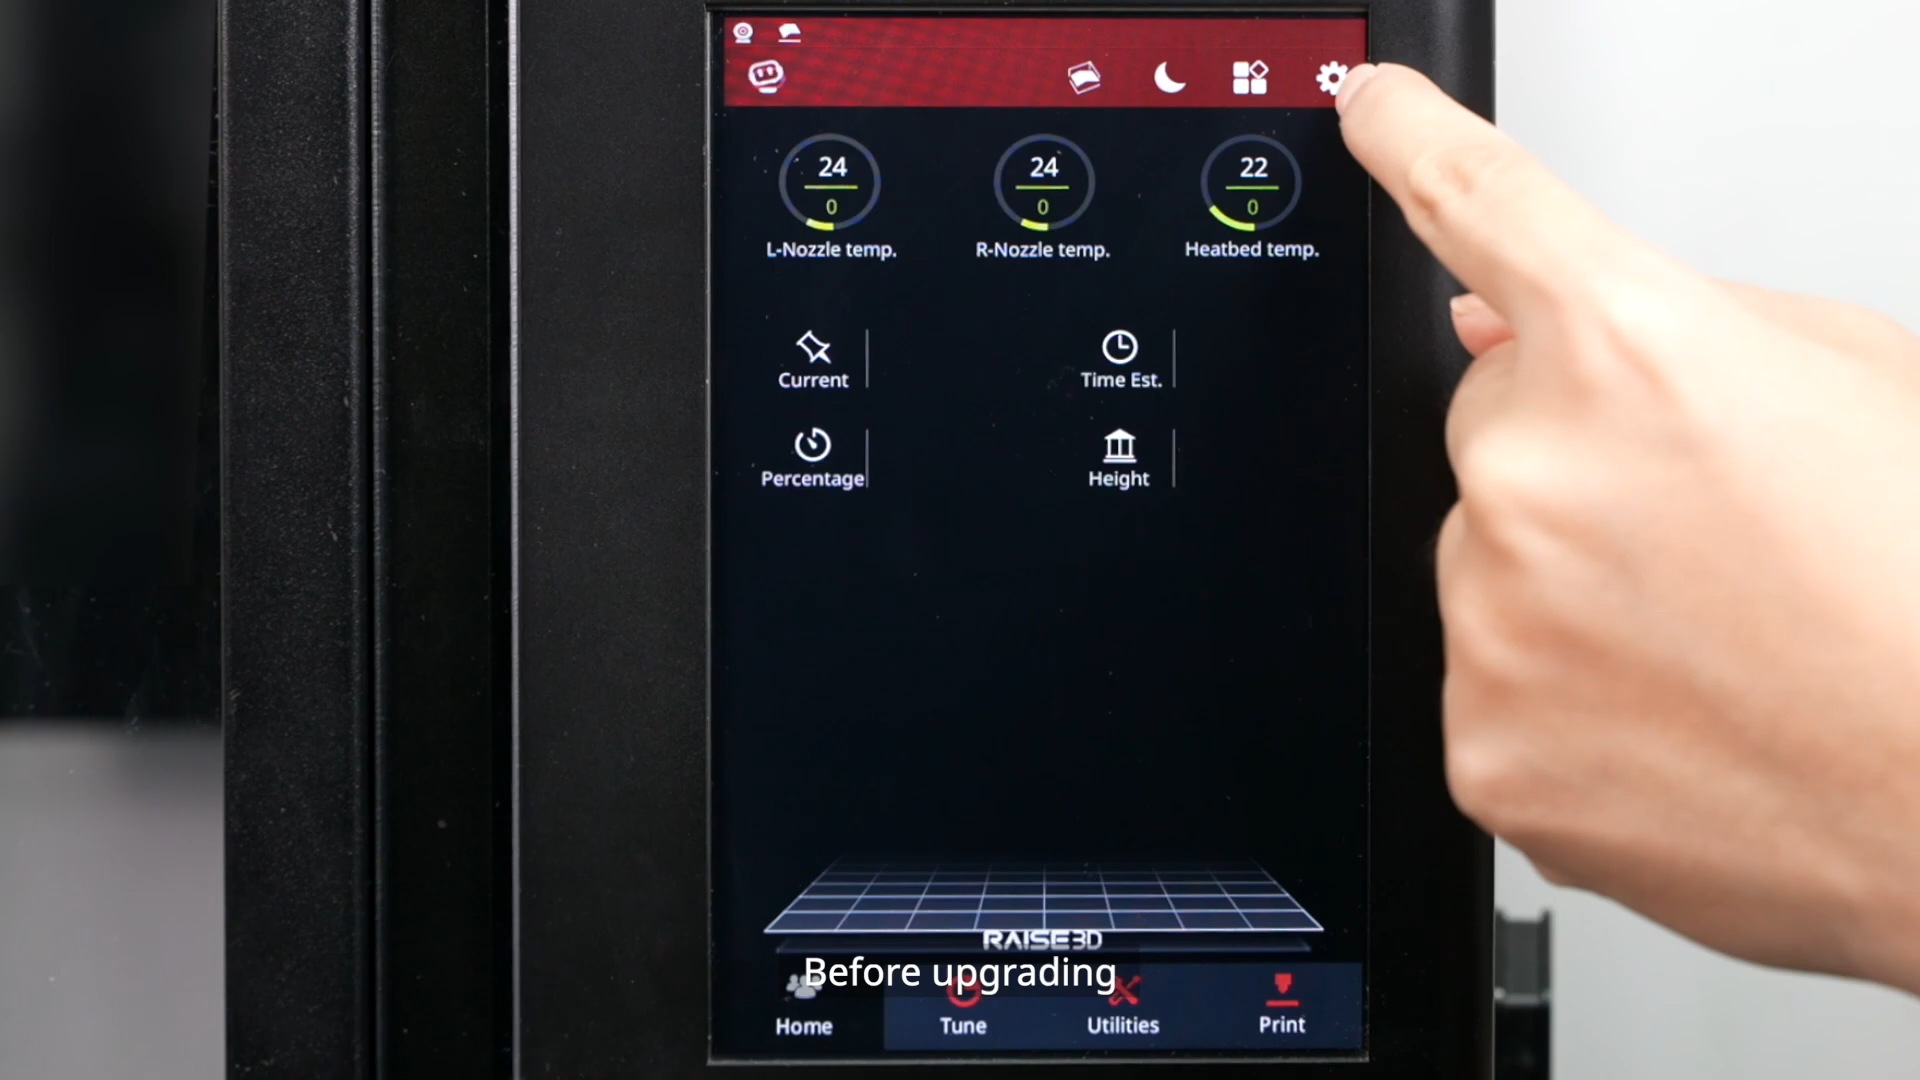 24
0
L-Nozzle temp.
24
0
R-Nozzle temp.
22
0
Heatbed temp.
Current
Time Est.
Percentage
Height
RAISE3D
Before upgrading
Home
Tune
Utilities
Print